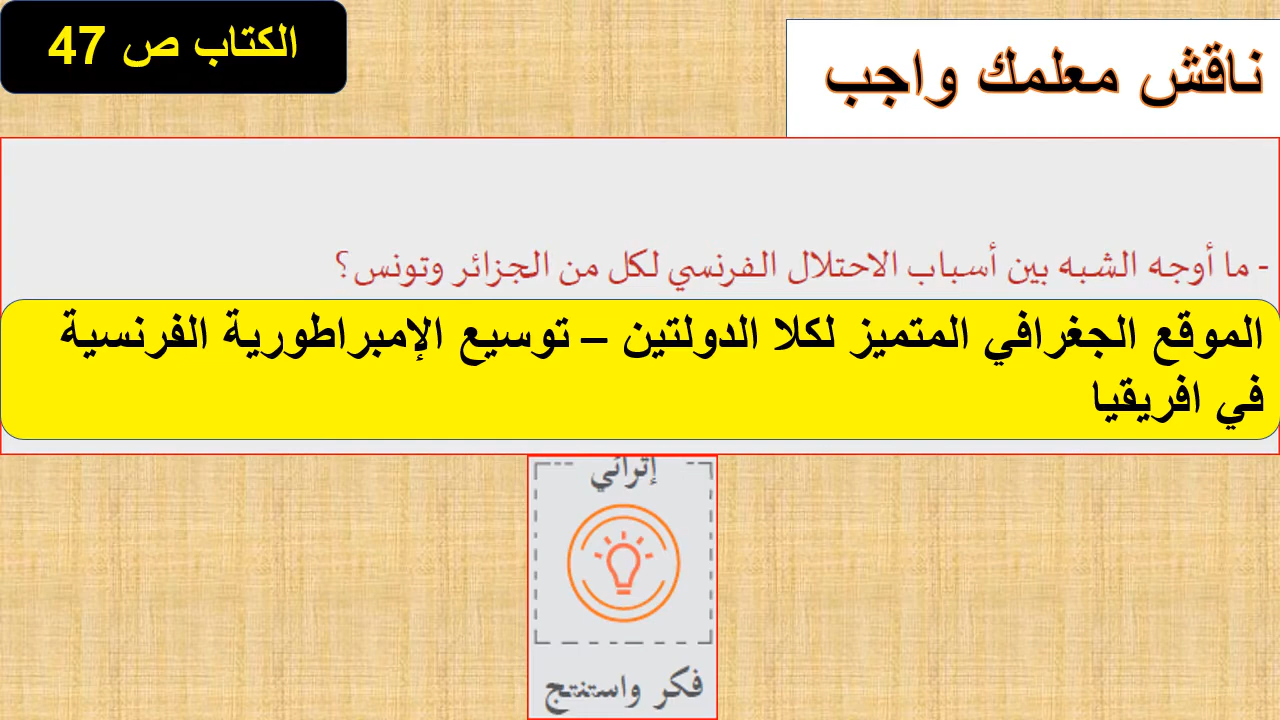 الكتاب ص 47
ناقش معلمك واجب
- ما أوجه الشبه بين أسباب الاحتلال الفرنسي لكل من الجزائر وتونس؟
الموقع الجغرافي المتميز لكلا الدولتين – توسيع الإمبراطورية الفرنسية
في افريقيا
إثرائي
فكر واستنتج